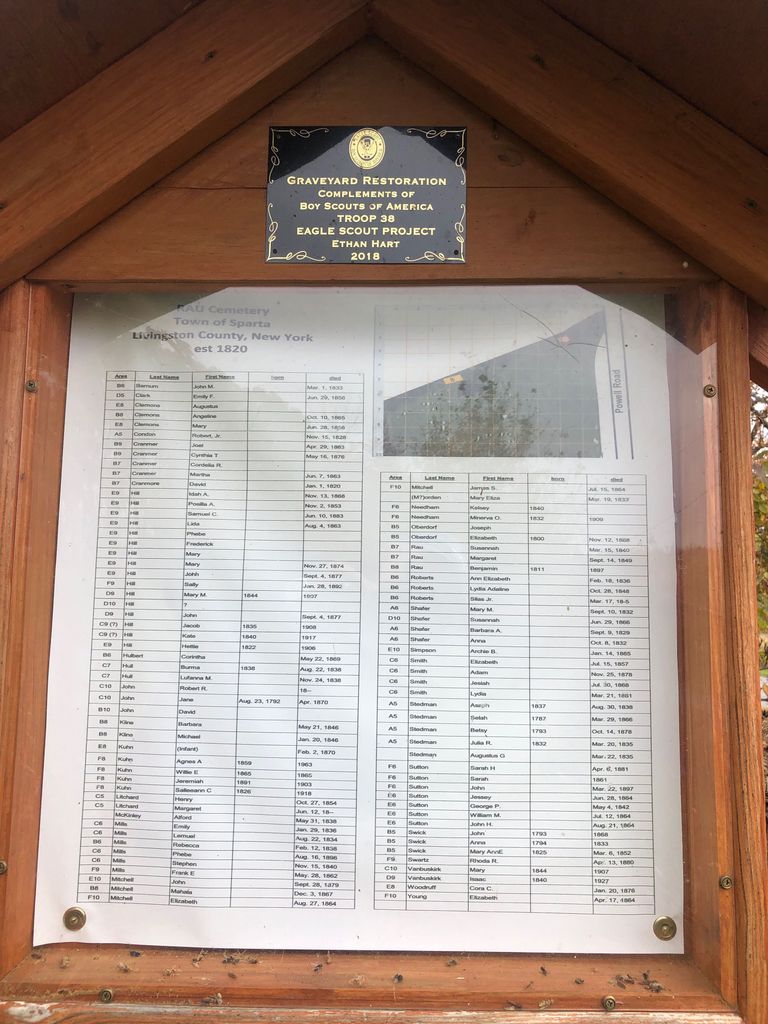 GRAVEYARD RESTORATION
COMPLEMENTS OF
BOY SCOUTS OF AMERICA
TROOP 38
EAGLE SCOUT PROJECT
ETHAN HART
2018
RAU Cemetery
Town of Sparta
Livingston County, New York
est 1820
Powell Road
Area Last Name First Name born died
B6 Barnum John M. Mar. 1, 1833
D5 Clark Emily F. Jun. 29, 1856
E8 Clemons Augustus
B8 Clemons Angeline Oct. 10, 1865
E8 Clemons Mary Jun. 28, 1856
A5 Condon Robert, Jr. Nov. 15, 1828
B9 Cranmer Joel Apr. 29, 1863
B9 Cranmer Cynthia T May 16, 1876
B7 Cranmer Cordelia R.
B7 Cranmer Martha Jun. 7, 1863
B7 Cranmore David Jan. 1, 1820
E9 Hill Idah A. Nov. 13, 1868
E9 Hill Posilla A. Nov. 2, 1853
E9 Hill Samuel C. Jun. 10, 1883
E9 Hill Lida Aug. 4, 1863
E9 Hill Phebe
E9 Hill Frederick
E9 Hill Mary
E9 Hill Mary Nov. 27, 1874
E9 Hill John Sept. 4, 1877
F9 Hill Sally Jan. 28, 1892
D9 Hill Mary M. 1844 1907
D10 Hill ?
D9 Hill John Sept. 4, 1877
C9 (?) Hill Jacob 1835 1908
C9 (?) Hill Kate 1840 1917
E9 Hill Hettie 1822 1906
B6 Hulbert Corintha May 22, 1869
C7 Hull Burma 1838 Aug. 22, 1838
C7 Hull Lufanna M. Nov. 24, 1838
C10 John Robert R. 18--
C10 John Jane Aug. 23, 1792 Apr. 1870
B10 John David
B8 Kline Barbara May 21, 1846
B8 Kline Michael Jan. 20, 1846
E8 Kuhn (Infant) Feb. 2, 1870
F8 Kuhn Agnes A 1859 1963
F8 Kuhn Willie E 1865 1865
F8 Kuhn Jeremiah 1891 1903
F8 Kuhn Salleeann C 1826 1918
C5 Litchard Henry Oct. 27, 1854
C5 Litchard Margaret Jun. 12, 18--
McKinley Alford May 31, 1838
C6 Mills Emily Jan. 29, 1836
C6 Mills Lemuel Aug. 22, 1834
B6 Mills Rebecca Feb. 12, 1838
C6 Mills Phebe Aug. 16, 1896
C6 Mills Stephen Nov. 15, 1840
F9 Mills Frank E May 28, 1862
E10 Mitchell John Sept. 28, 1879
B8 Mitchell Mahala Dec. 3, 1867
F10 Mitchell Elizabeth Aug. 27, 1864
Area Last Name First Name born died
F10 Mitchell James S. Jul. 15, 1864
(M?)orden Mary Eliza Mar. 19, 1832
F6 Needham Kelsey 1840
F6 Needham Minerva O. 1832 1909
B5 Oberdorf Joseph
B5 Oberdorf Elizabeth 1800 Nov. 12, 1868
B7 Rau Susannah Mar. 15, 1840
B7 Rau Margaret Sept. 14, 1849
B8 Rau Benjamin 1811 1897
B6 Roberts Ann Elizabeth Feb. 18, 1836
B6 Roberts Lydia Adaline Oct. 28, 1848
B6 Roberts Silas Jr. Mar. 17, 18-5
A6 Shafer Mary M. Sept. 10, 1832
D10 Shafer Susannah Jun. 29, 1866
A6 Shafer Barbara A. Sept. 9, 1829
A6 Shafer Anna Oct. 8, 1832
E10 Simpson Archie B. Jan. 14, 1865
C6 Smith Elizabeth Jul. 15, 1857
C6 Smith Adam Nov. 25, 1878
C6 Smith Jesiah Jul. 30, 1868
C6 Smith Lydia Mar. 21, 1861
A5 Stedman Asaph 1837 Aug. 30, 1838
A5 Stedman Selah 1787 Mar. 29, 1866
A5 Stedman Betsy 1793 Oct. 14, 1878
A5 Stedman Julia R. 1832 Mar. 20, 1835
Stedman Augustus G Mar. 22, 1835
F6 Sutton Sarah H Apr. 6, 1881
F6 Sutton Sarah 1861
F6 Sutton John Mar. 22, 1897
E6 Sutton Jessey Jun. 28, 1864
E6 Sutton George P. May 4, 1842
E6 Sutton William M. Jul. 12, 1864
E6 Sutton John H. Aug. 21, 1864
B5 Swick John 1793 1868
B5 Swick Anna 1794 1833
B5 Swick Mary AnnE 1825 Mar. 6, 1852
F9 Swartz Rhoda R. Apr. 13, 1880
C10 Vanbuskirk Mary 1844 1907
D9 Vanbuskirk Isaac 1840 1927
E8 Woodruff Cora C. Jan. 20, 1878
F10 Young Elizabeth Apr. 17, 1864